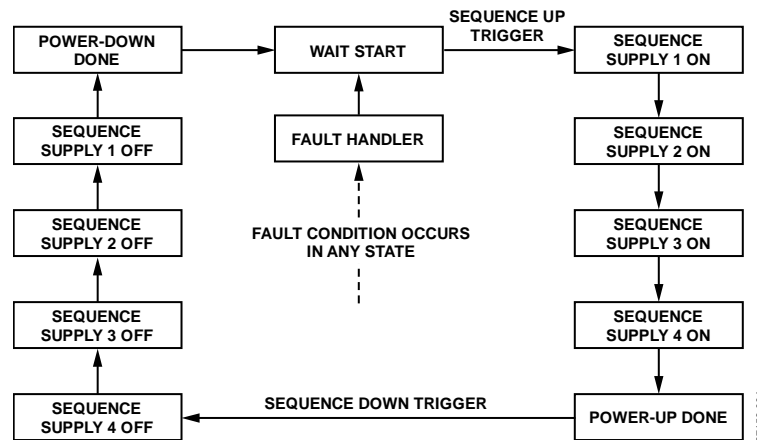 POWER-DOWN
DONE
WAIT START
SEQUENCE UP
TRIGGER
SEQUENCE
SUPPLY 1 ON
SEQUENCE
SUPPLY 1 OFF
FAULT HANDLER
SEQUENCE
SUPPLY 2 ON
SEQUENCE
SUPPLY 2 OFF
FAULT CONDITION OCCURS
IN ANY STATE
SEQUENCE
SUPPLY 3 ON
SEQUENCE
SUPPLY 3 OFF
SEQUENCE
SUPPLY 4 ON
SEQUENCE
SUPPLY 4 OFF
SEQUENCE DOWN TRIGGER
POWER-UP DONE